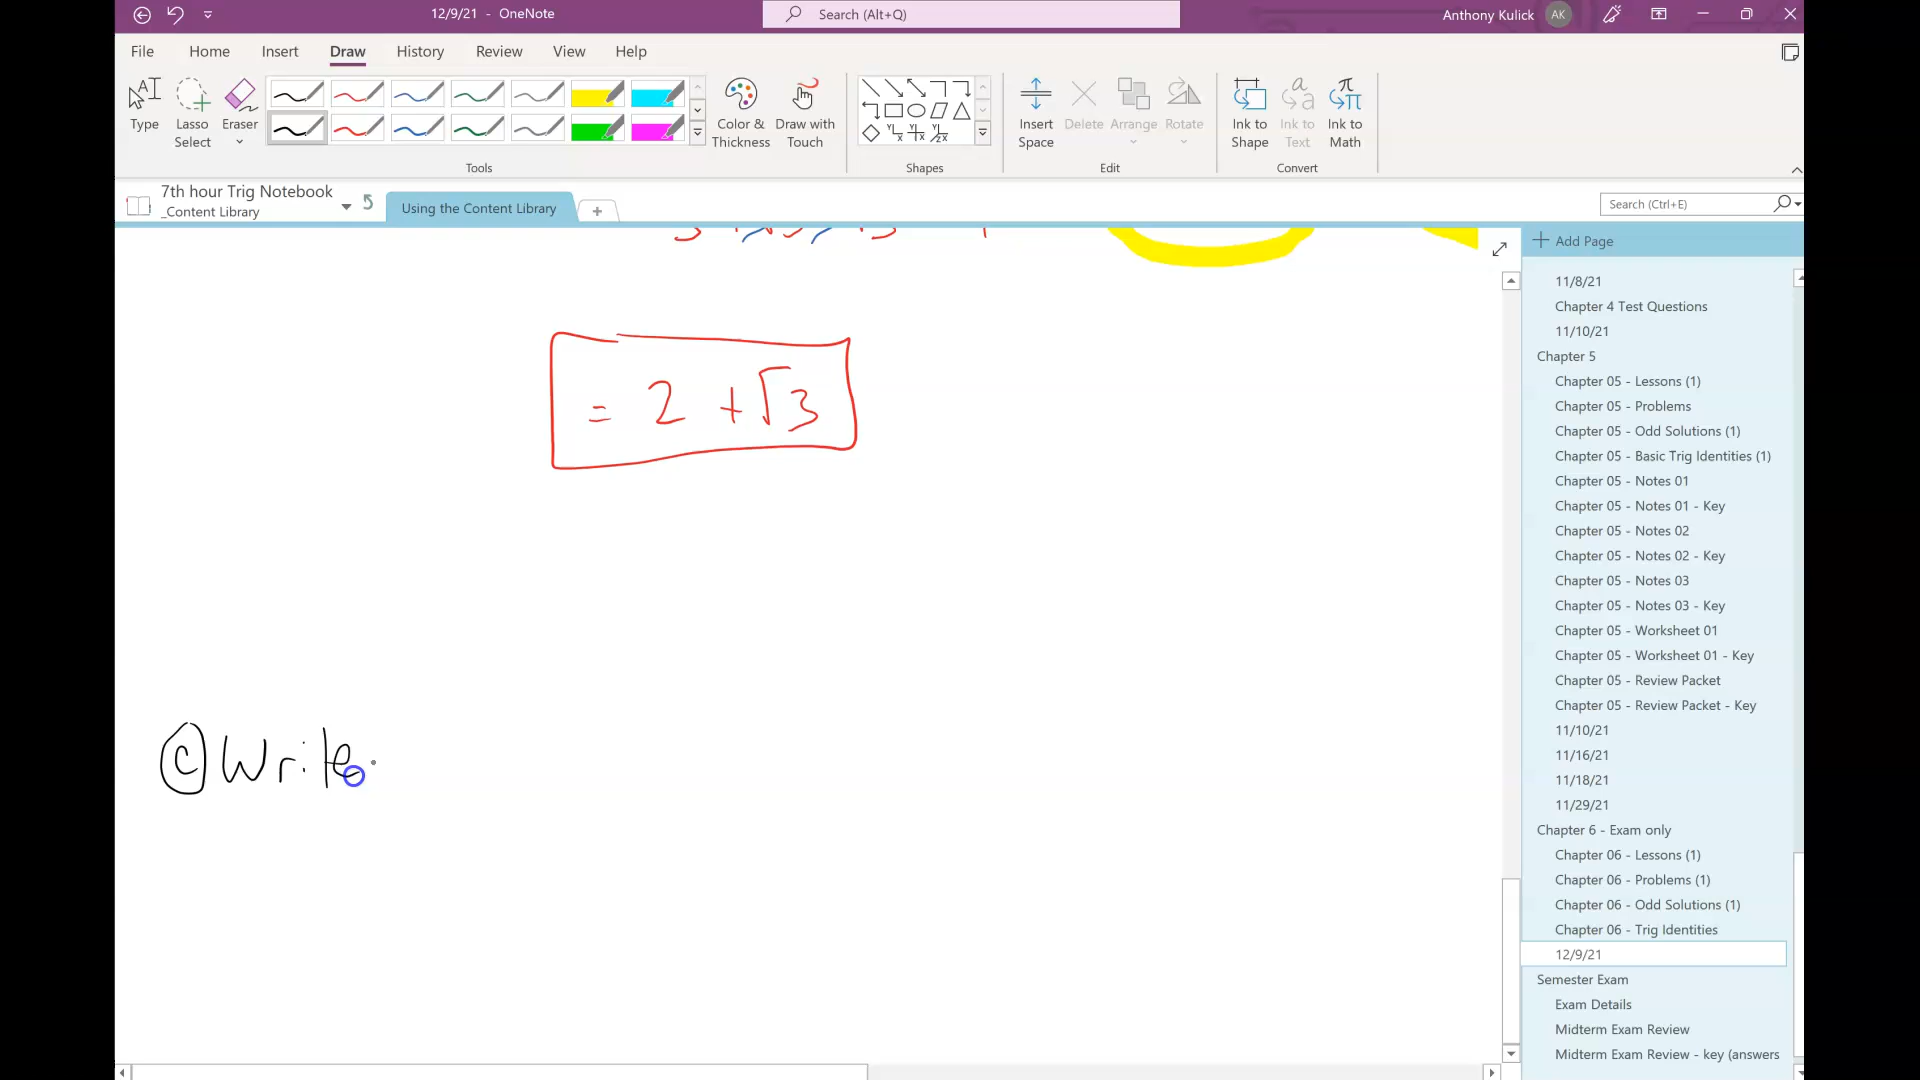 12/9/21 - OneNote
Search (Alt+Q)
Anthony Kulick
AK
File Home Insert Draw History Review View Help
Type
Lasso Select
Eraser
Color & Thickness
Draw with Touch
Insert Space
Delete
Arrange
Rotate
Ink to Shape
Ink to Text
Ink to Math
Tools
Shapes
Edit
Convert
7th hour Trig Notebook
_Content Library
Using the Content Library
Search (Ctrl+E)
Add Page
11/8/21
Chapter 4 Test Questions
11/10/21
Chapter 5
Chapter 05 - Lessons (1)
Chapter 05 - Problems
Chapter 05 - Odd Solutions (1)
Chapter 05 - Basic Trig Identities (1)
Chapter 05 - Notes 01
Chapter 05 - Notes 01 - Key
Chapter 05 - Notes 02
Chapter 05 - Notes 02 - Key
Chapter 05 - Notes 03
Chapter 05 - Notes 03 - Key
Chapter 05 - Worksheet 01
Chapter 05 - Worksheet 01 - Key
Chapter 05 - Review Packet
Chapter 05 - Review Packet - Key
11/10/21
11/16/21
11/18/21
11/29/21
Chapter 6 - Exam only
Chapter 06 - Lessons (1)
Chapter 06 - Problems (1)
Chapter 06 - Odd Solutions (1)
Chapter 06 - Trig Identities
12/9/21
Semester Exam
Exam Details
Midterm Exam Review
Midterm Exam Review - key (answers
= 2 + √3
Ⓒ Write